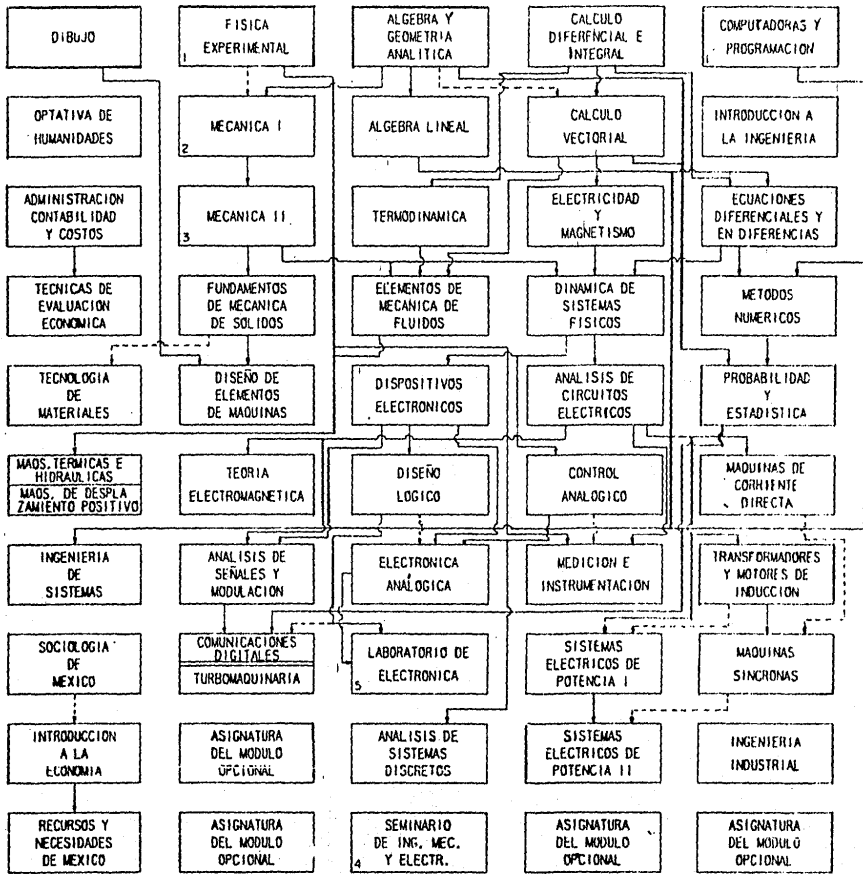 DIBUJO
FISICA
EXPERIMENTAL
1
ALGEBRA Y
GEOMETRIA
ANALITICA
CALCULO
DIFERENCIAL E
INTEGRAL
COMPUTADORAS Y
PROGRAMACION
OPTATIVA DE
HUMANIDADES
MECANICA I
2
ALGEBRA LINEAL
CALCULO
VECTORIAL
INTRODUCCION A
LA INGENIERIA
ADMINISTRACION
CONTABILIDAD
Y COSTOS
MECANICA II
3
TERMODINAMICA
ELECTRICIDAD
Y
MAGNETISMO
ECUACIONES
DIFERENCIALES Y
EN DIFERENCIAS
TECNICAS DE
EVALUACION
ECONOMICA
FUNDAMENTOS
DE MECANICA
DE SOLIDOS
ELEMENTOS DE
MECANICA DE
FLUIDOS
DINAMICA DE
SISTEMAS
FISICOS
METODOS
NUMERICOS
TECNOLOGIA
DE
MATERIALES
DISEÑO DE
ELEMENTOS
DE MAQUINAS
DISPOSITIVOS
ELECTRONICOS
ANALISIS DE
CIRCUITOS
ELECTRICOS
PROBABILIDAD
Y
ESTADISTICA
MAQS. TERMICAS E
HIDRAULICAS
MAQS. DE DESPLA
ZAMIENTO POSITIVO
TEORIA
ELECTROMAGNETICA
DISEÑO
LOGICO
CONTROL
ANALOGICO
MAQUINAS DE
CORRIENTE
DIRECTA
INGENIERIA
DE
SISTEMAS
ANALISIS DE
SEÑALES Y
MODULACION
ELECTRONICA
ANALOGICA
MEDICION E
INSTRUMENTACION
TRANSFORMADORES
Y MOTORES DE
INDUCCION
SOCIOLOGIA
DE
MEXICO
COMUNICACIONES
DIGITALES
TURBOMAQUINARIA
LABORATORIO DE
ELECTRONICA
5
SISTEMAS
ELECTRICOS DE
POTENCIA I
MAQUINAS
SINCRONAS
INTRODUCCION
A LA
ECONOMIA
ASIGNATURA
DEL MODULO
OPCIONAL
ANALISIS DE
SISTEMAS
DISCRETOS
SISTEMAS
ELECTRICOS DE
POTENCIA II
INGENIERIA
INDUSTRIAL
RECURSOS Y
NECESIDADES
DE MEXICO
ASIGNATURA
DEL MODULO
OPCIONAL
SEMINARIO
DE ING. MEC.
Y ELECTR.
4
ASIGNATURA
DEL MODULO
OPCIONAL
ASIGNATURA
DEL MODULO
OPCIONAL